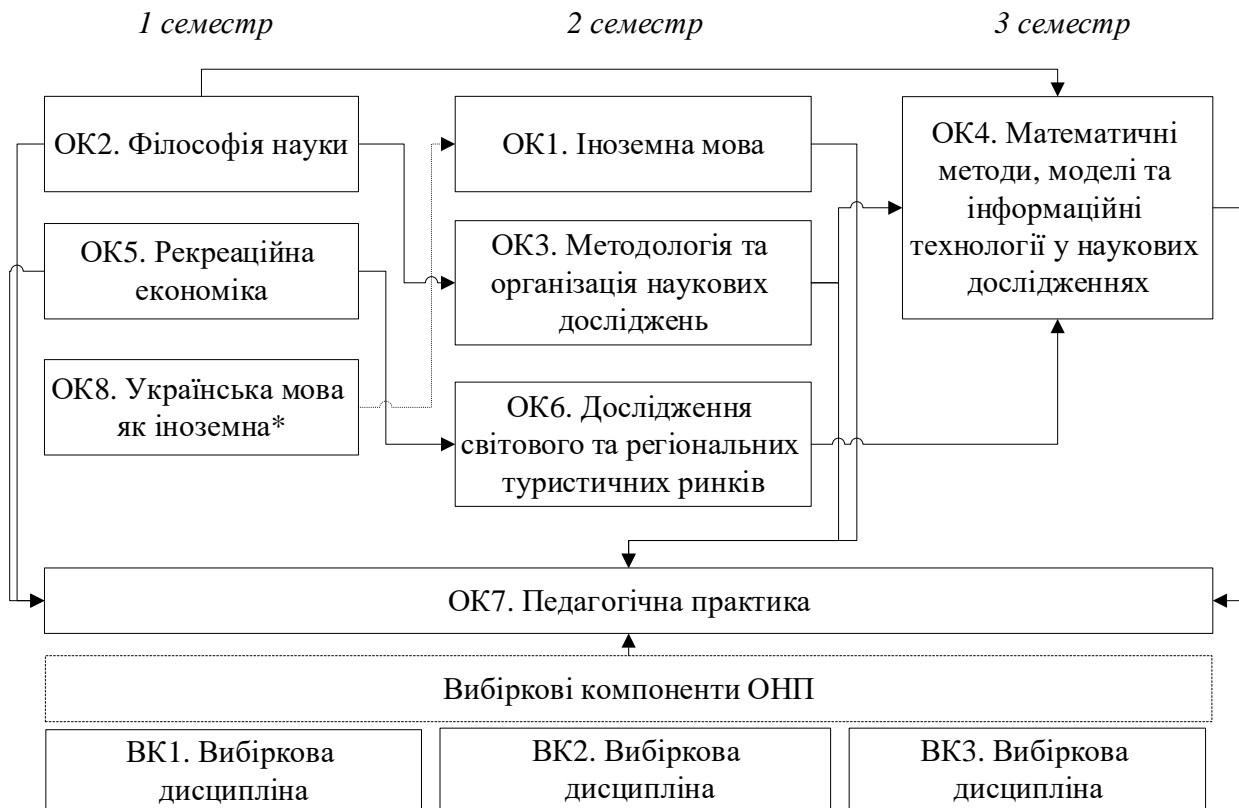 1 семестр
2 семестр
3 семестр
ОК2. Філософія науки
ОК5. Рекреаційна
економіка
ОК8. Українська мова
як іноземна*
ОК1. Іноземна мова
ОК3. Методологія та
організація наукових
досліджень
ОК6. Дослідження
світового та регіональних
туристичних ринків
ОК4. Математичні
методи, моделі та
інформаційні
технології у наукових
дослідженнях
ОК7. Педагогічна практика
Вибіркові компоненти ОНП
ВК1. Вибіркова
дисципліна
ВК2. Вибіркова
дисципліна
ВК3. Вибіркова
дисципліна